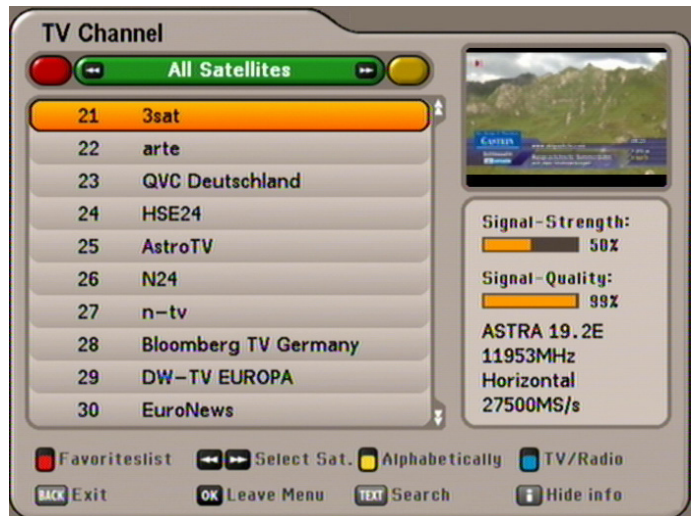 TV Channel
All Satellites
21 3sat
22 arte
23 QVC Deutschland
24 HSE24
25 AstroTV
26 N24
27 n-tv
28 Bloomberg TV Germany
29 DW-TV EUROPA
30 EuroNews
GASTEIN
Signal-Strength:
50%
Signal-Quality:
99%
ASTRA 19.2E
11953MHz
Horizontal
27500MS/s
Favoriteslist Select Sat. Alphabetically TV/Radio
BACK Exit OK Leave Menu TEXT Search i Hide info